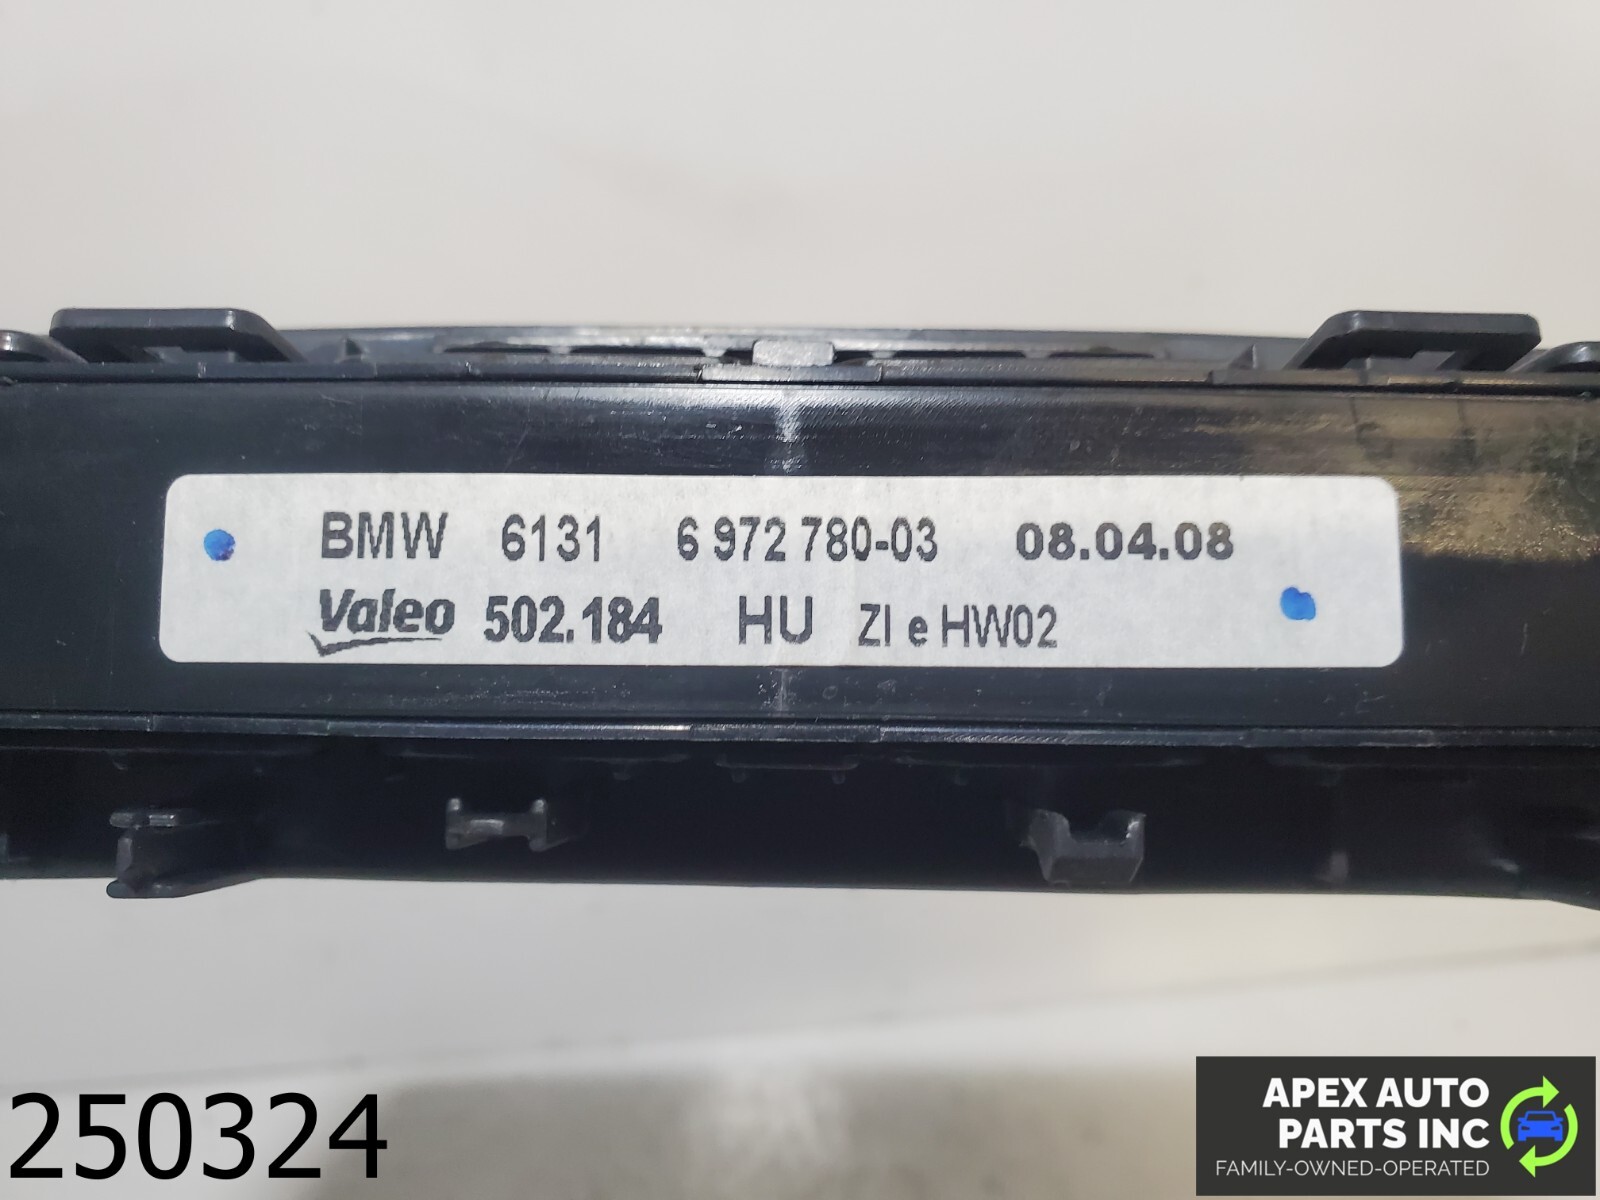 BMW 6131 6 972 780-03 08.04.08
Valeo 502.184 HU ZI e HW02
250324
APEX AUTO
PARTS INC
FAMILY-OWNED-OPERATED